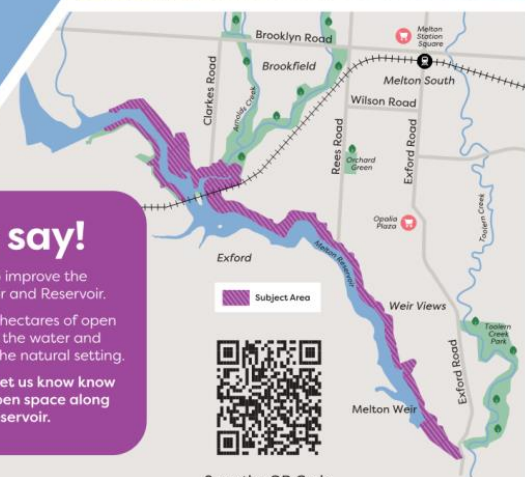 Melton
Station
Square
Brooklyn Road
Brookfield
Melton South
Clarkes Road
Arnolds Creek
Wilson Road
Rees Road
Orchard
Green
Exford Road
Toolern Creek
Opalia
Plaza
say!
o improve the
r and Reservoir.
hectares of open
the water and
he natural setting.
et us know know
pen space along
servoir.
Exford
Melton Reservoir
Subject Area
Weir Views
Toolern
Creek
Park
Exford Road
Melton Weir